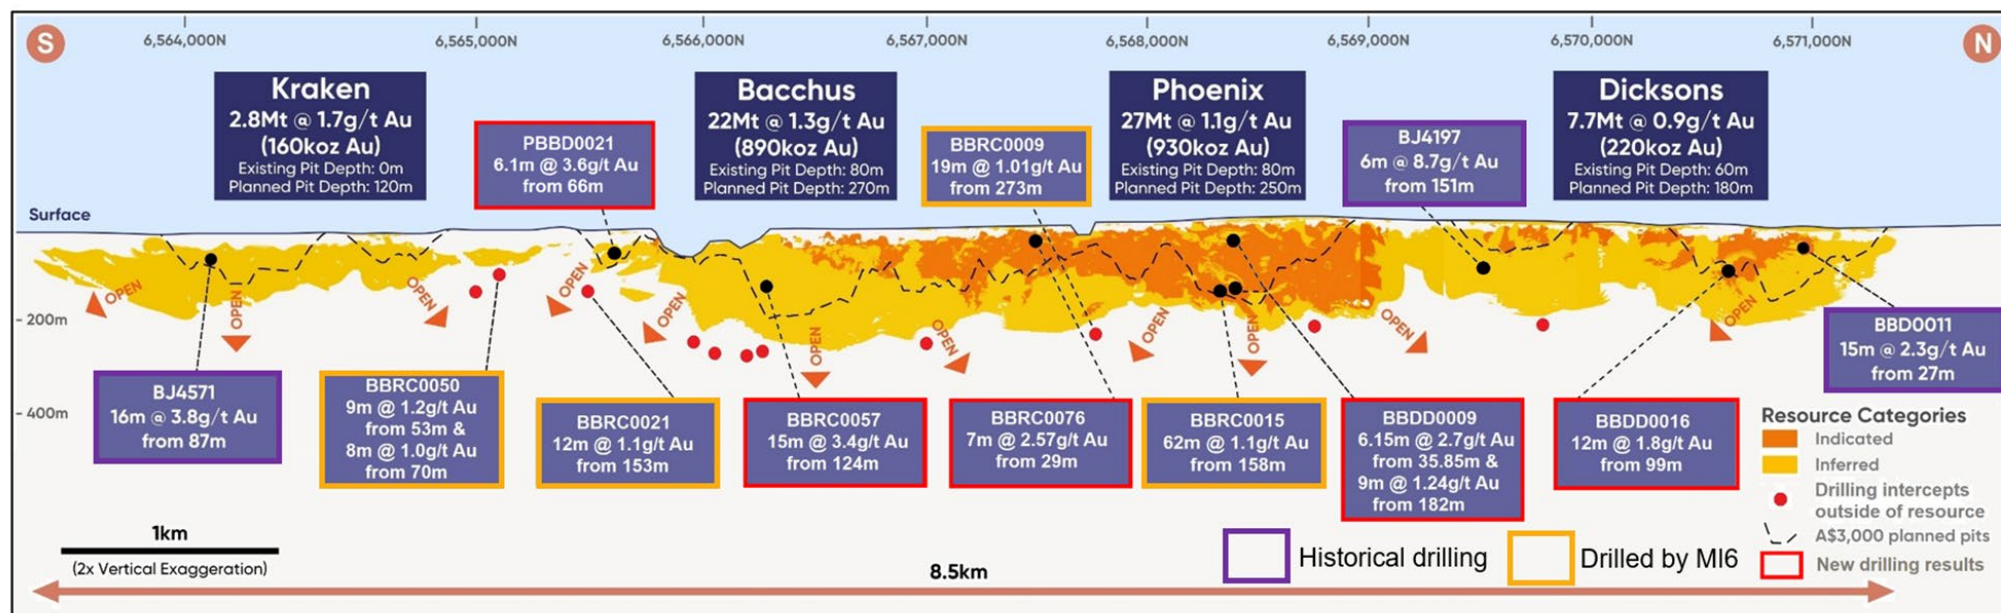 S
6,564,000N
6,565,000N
6,566,000N
6,567,000N
6,568,000N
6,569,000N
6,570,000N
6,571,000N
N
Kraken
2.8Mt @ 1.7g/t Au
(160koz Au)
Existing Pit Depth: 0m
Planned Pit Depth: 120m
PBBD0021
6.1m @ 3.6g/t Au
from 66m
Bacchus
22Mt @ 1.3g/t Au
(890koz Au)
Existing Pit Depth: 80m
Planned Pit Depth: 270m
BBRC0009
19m @ 1.01g/t Au
from 273m
Phoenix
27Mt @ 1.1g/t Au
(930koz Au)
Existing Pit Depth: 80m
Planned Pit Depth: 250m
BJ4197
6m @ 8.7g/t Au
from 151m
Dicksons
7.7Mt @ 0.9g/t Au
(220koz Au)
Existing Pit Depth: 60m
Planned Pit Depth: 180m
Surface
OPEN
OPEN
OPEN
OPEN
OPEN
OPEN
OPEN
OPEN
OPEN
OPEN
OPEN
- 200m
- 400m
BJ4571
16m @ 3.8g/t Au
from 87m
BBRC0050
9m @ 1.2g/t Au
from 53m &
8m @ 1.0g/t Au
from 70m
BBRC0021
12m @ 1.1g/t Au
from 153m
BBRC0057
15m @ 3.4g/t Au
from 124m
BBRC0076
7m @ 2.57g/t Au
from 29m
BBRC0015
62m @ 1.1g/t Au
from 158m
BBDD0009
6.15m @ 2.7g/t Au
from 35.85m &
9m @ 1.24g/t Au
from 182m
BBDD0016
12m @ 1.8g/t Au
from 99m
BBD0011
15m @ 2.3g/t Au
from 27m
Resource Categories
Indicated
Inferred
Drilling intercepts
outside of resource
A$3,000 planned pits
New drilling results
Historical drilling
Drilled by MI6
1km
(2x Vertical Exaggeration)
8.5km